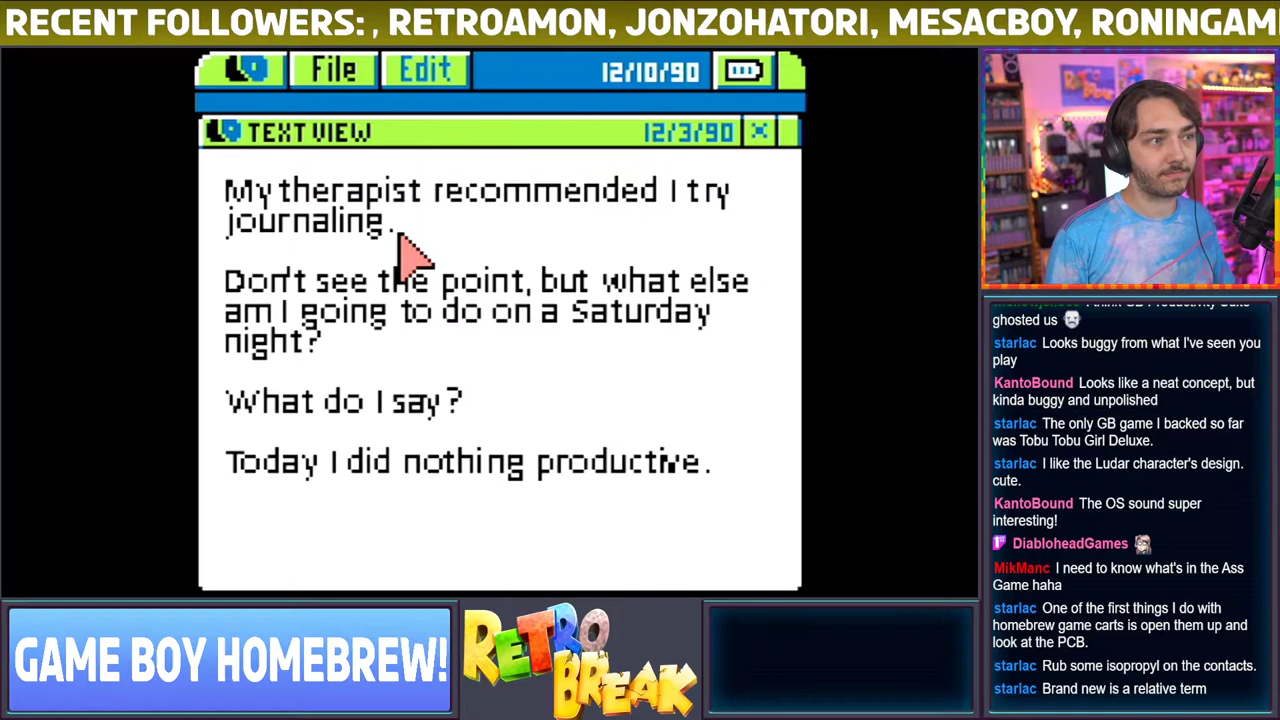 RECENT FOLLOWERS: , RETROAMON, JONZOHATORI, MESACBOY, RONINGAM
File Edit 12/10/90
TEXT VIEW 12/3/90
My therapist recommended I try
journaling.
Don't see the point, but what else
am I going to do on a Saturday
night?
What do I say?
Today I did nothing productive.
ghosted us
starlac Looks buggy from what I've seen you
play
KantoBound Looks like a neat concept, but
kinda buggy and unpolished
starlac The only GB game I backed so far
was Tobu Tobu Girl Deluxe.
starlac I like the Ludar character's design.
cute.
KantoBound The OS sound super
interesting!
DiabloheadGames
MikManc I need to know what's in the Ass
Game haha
starlac One of the first things I do with
homebrew game carts is open them up and
look at the PCB.
starlac Rub some isopropyl on the contacts.
starlac Brand new is a relative term
GAME BOY HOMEBREW!
RETRO
BREAK